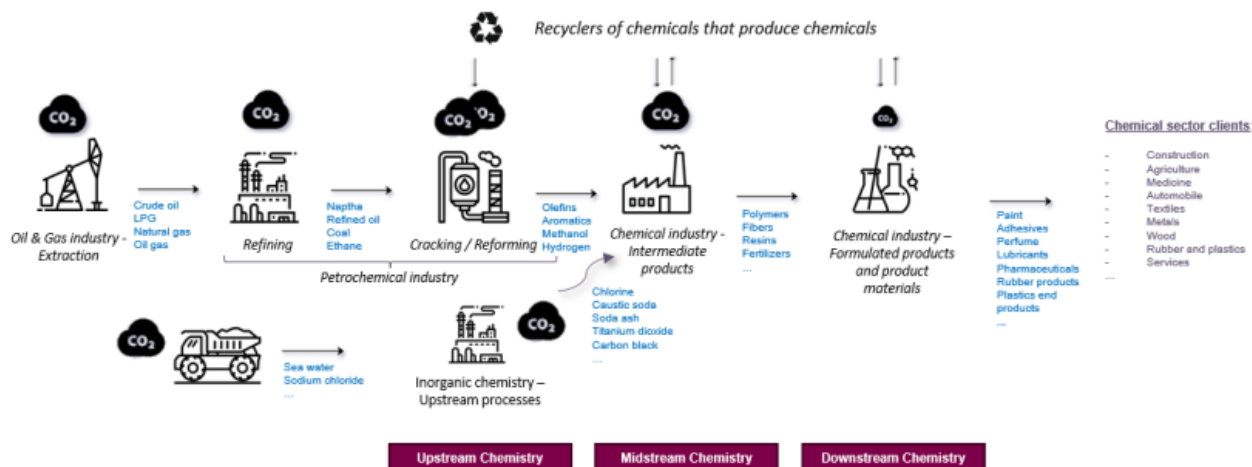 Recyclers of chemicals that produce chemicals
CO2
CO2
CO2
CO2
CO2
CO2
Oil & Gas industry -
Extraction
Crude oil
LPG
Natural gas
Oil gas
Refining
Naptha
Refined oil
Coal
Ethane
Cracking / Reforming
Petrochemical industry
Olefins
Aromatics
Methanol
Hydrogen
Chemical industry -
Intermediate
products
Polymers
Fibers
Resins
Fertilizers
...
Chemical industry –
Formulated products
and product
materials
Paint
Adhesives
Perfume
Lubricants
Pharmaceuticals
Rubber products
Plastics end
products
...
Chemical sector clients
- Construction
- Agriculture
- Medicine
- Automobile
- Textiles
- Metals
- Wood
- Rubber and plastics
- Services
...
CO2
Sea water
Sodium chloride
...
CO2
Inorganic chemistry –
Upstream processes
Chlorine
Caustic soda
Soda ash
Titanium dioxide
Carbon black
...
Upstream Chemistry
Midstream Chemistry
Downstream Chemistry